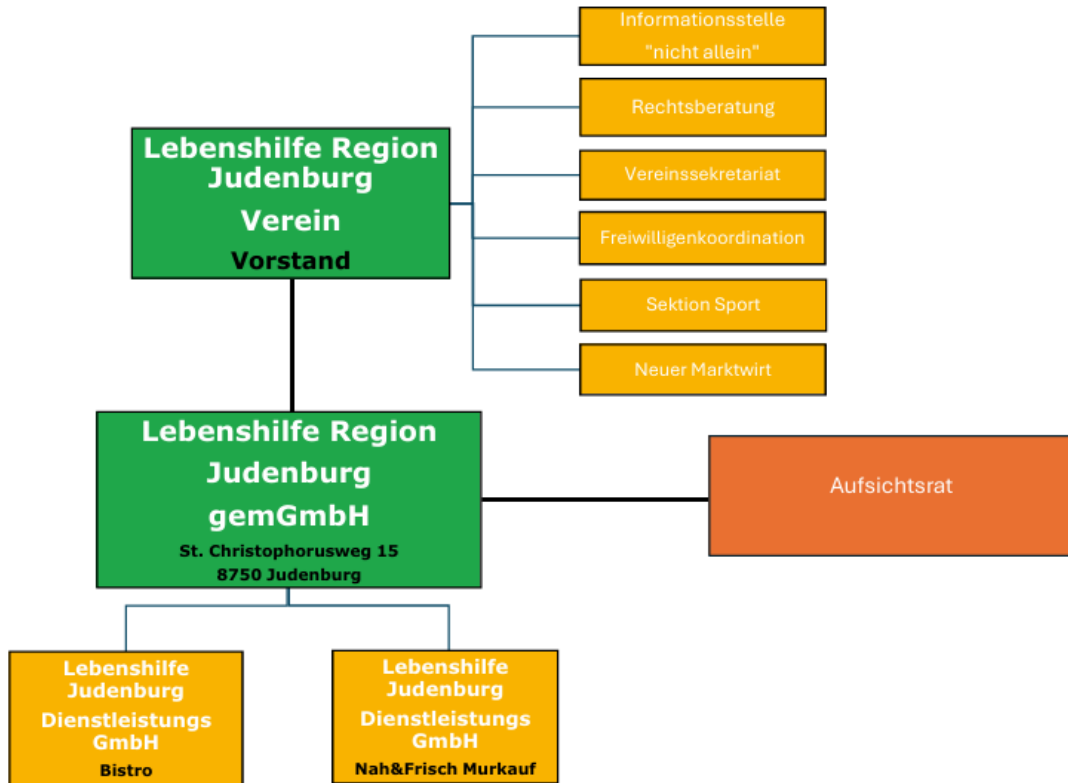 Informationsstelle
"nicht allein"
Rechtsberatung
Lebenshilfe Region
Judenburg
Verein
Vorstand
Vereinssekretariat
Freiwilligenkoordination
Sektion Sport
Neuer Marktwirt
Lebenshilfe Region
Judenburg
gemGmbH
St. Christophorusweg 15
8750 Judenburg
Aufsichtsrat
Lebenshilfe
Judenburg
Dienstleistungs
GmbH
Bistro
Lebenshilfe
Judenburg
Dienstleistungs
GmbH
Nah&Frisch Murkauf